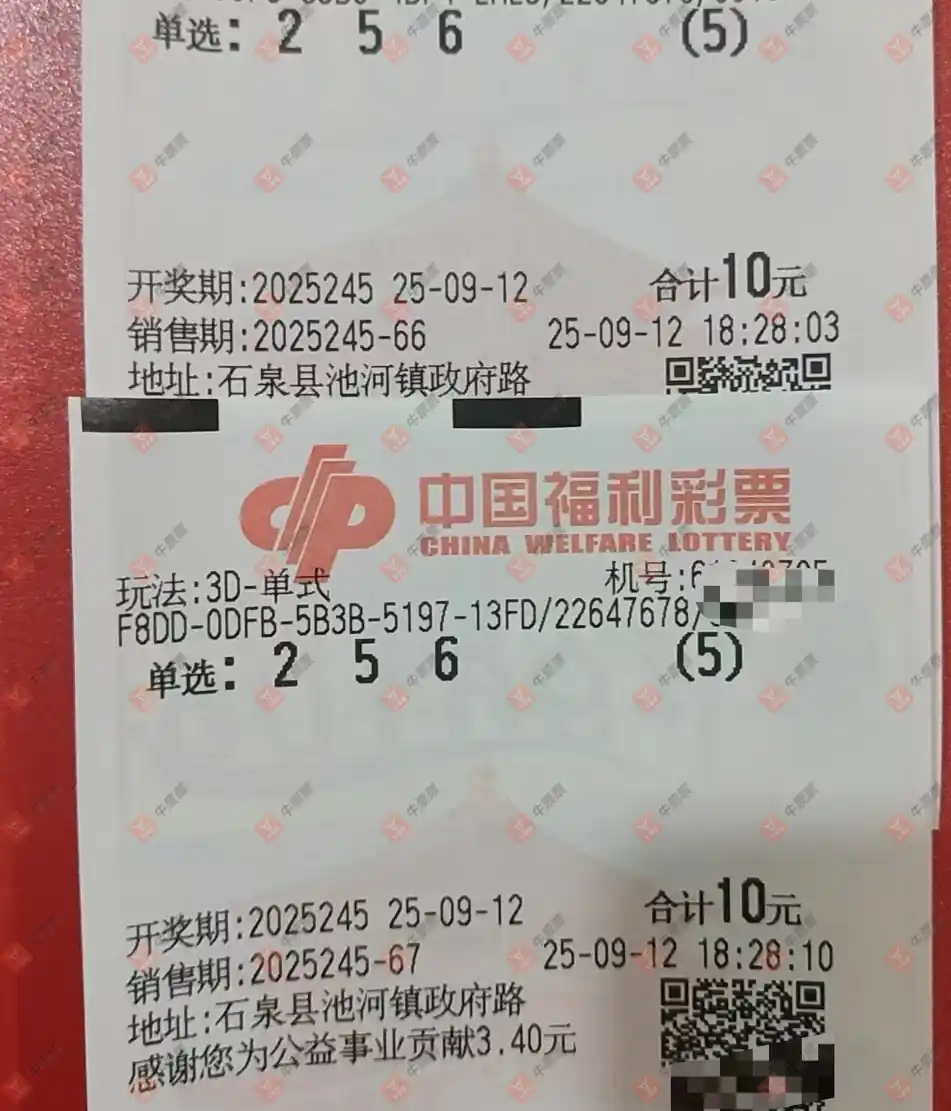 单选: 2 5 6 (5)
开奖期:2025245 25-09-12 合计10元
销售期:2025245-66 25-09-12 18:28:03
地址:石泉县池河镇政府路
中国福利彩票
CHINA WELFARE LOTTERY
玩法:3D-单式 机号:6
F8DD-0DFB-5B3B-5197-13FD/22647678/
单选: 2 5 6 (5)
开奖期:2025245 25-09-12 合计10元
销售期:2025245-67 25-09-12 18:28:10
地址:石泉县池河镇政府路
感谢您为公益事业贡献3.40元